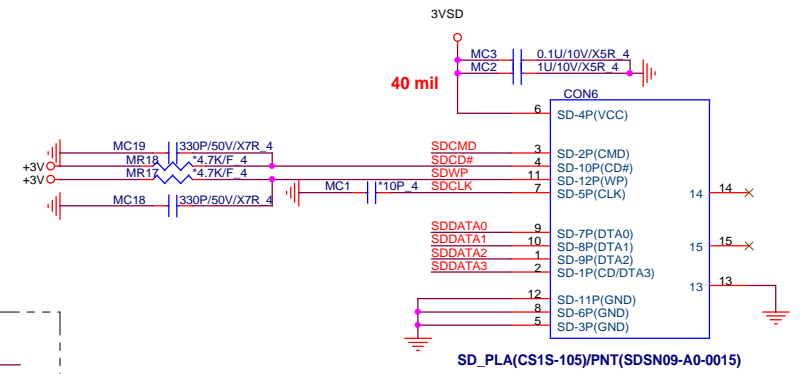 3VSD
MC3 0.1U/10V/X5R_4
MC2 1U/10V/X5R_4
40 mil
CON6
6 SD-4P(VCC)
MC19 330P/50V/X7R_4
+3V MR18 *4.7K/F_4
+3V MR17 *4.7K/F_4
MC18 330P/50V/X7R_4
MC1 *10P_4
SDCMD 3 SD-2P(CMD)
SDCD# 4 SD-10P(CD#)
SDWP 11 SD-12P(WP)
SDCLK 7 SD-5P(CLK)
14 14
SDDATA0 9 SD-7P(DTA0)
SDDATA1 10 SD-8P(DTA1)
SDDATA2 1 SD-9P(DTA2)
SDDATA3 2 SD-1P(CD/DTA3)
15 15
13 13
12 SD-11P(GND)
8 SD-6P(GND)
5 SD-3P(GND)
SD_PLA(CS1S-105)/PNT(SDSN09-A0-0015)